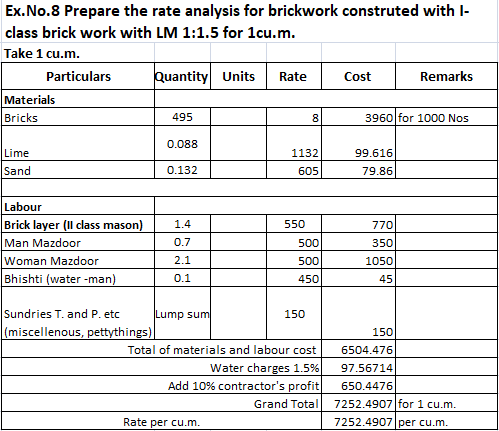 Ex.No.8 Prepare the rate analysis for brickwork construted with I-
class brick work with LM 1:1.5 for 1cu.m.
Take 1 cu.m.
Particulars Quantity Units Rate Cost Remarks
Materials
Bricks 495 8 3960 for 1000 Nos
Lime 0.088 1132 99.616
Sand 0.132 605 79.86
Labour
Brick layer (II class mason) 1.4 550 770
Man Mazdoor 0.7 500 350
Woman Mazdoor 2.1 500 1050
Bhishti (water -man) 0.1 450 45
Sundries T. and P. etc Lump sum 150
(miscellenous, pettythings) 150
Total of materials and labour cost 6504.476
Water charges 1.5% 97.56714
Add 10% contractor's profit 650.4476
Grand Total 7252.4907 for 1 cu.m.
Rate per cu.m. 7252.4907 per cu.m.